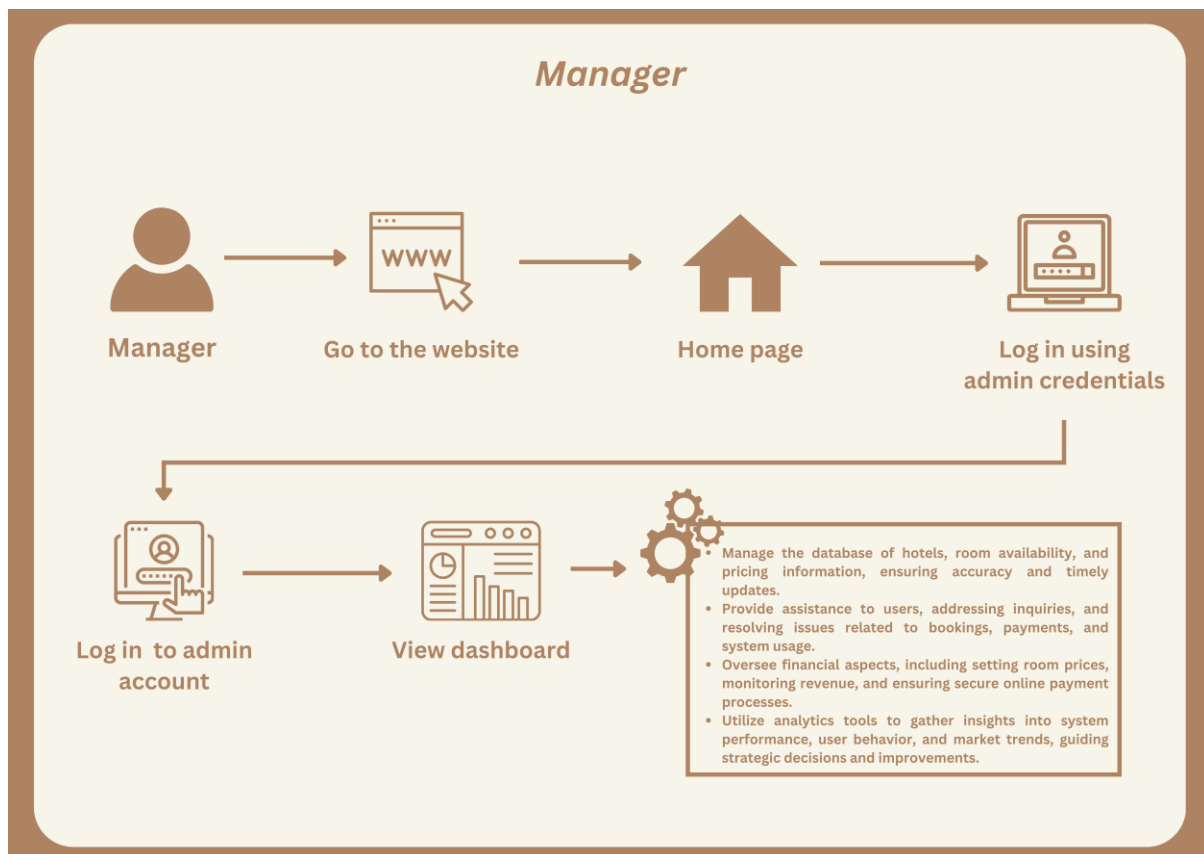 Manager
WWW
Manager
Go to the website
Home page
Log in using
admin credentials
Log in to admin
account
View dashboard
• Manage the database of hotels, room availability, and
pricing information, ensuring accuracy and timely
updates.
• Provide assistance to users, addressing inquiries, and
resolving issues related to bookings, payments, and
system usage.
• Oversee financial aspects, including setting room prices,
monitoring revenue, and ensuring secure online payment
processes.
• Utilize analytics tools to gather insights into system
performance, user behavior, and market trends, guiding
strategic decisions and improvements.